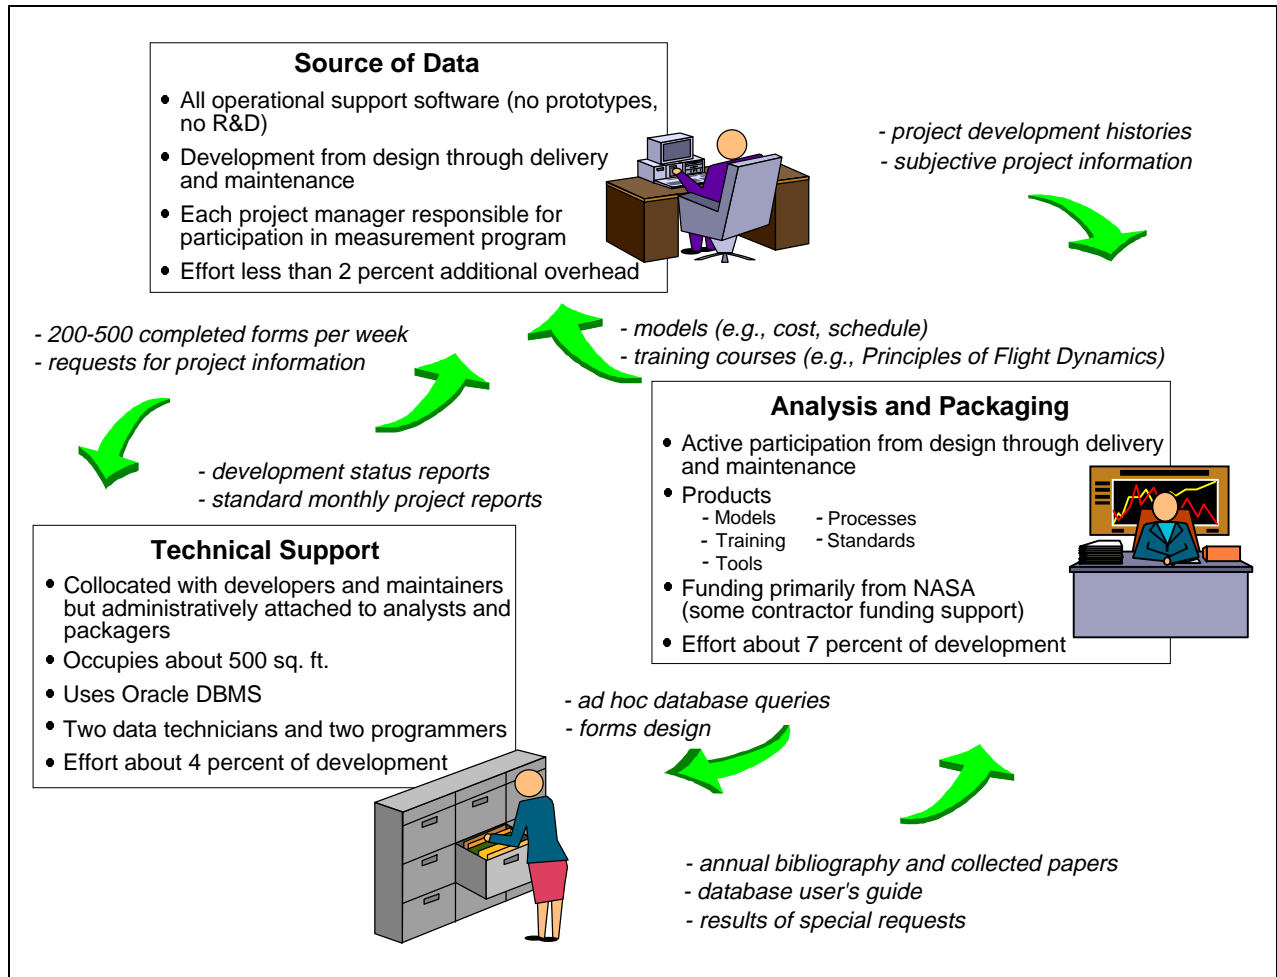 Source of Data
• All operational support software (no prototypes,
no R&D)
• Development from design through delivery
and maintenance
• Each project manager responsible for
participation in measurement program
• Effort less than 2 percent additional overhead
- project development histories
- subjective project information
- 200-500 completed forms per week
- requests for project information
- models (e.g., cost, schedule)
- training courses (e.g., Principles of Flight Dynamics)
- development status reports
- standard monthly project reports
Analysis and Packaging
• Active participation from design through delivery
and maintenance
• Products
- Models - Processes
- Training - Standards
- Tools
• Funding primarily from NASA
(some contractor funding support)
• Effort about 7 percent of development
Technical Support
• Collocated with developers and maintainers
but administratively attached to analysts and
packagers
• Occupies about 500 sq. ft.
• Uses Oracle DBMS
• Two data technicians and two programmers
• Effort about 4 percent of development
- ad hoc database queries
- forms design
- annual bibliography and collected papers
- database user's guide
- results of special requests